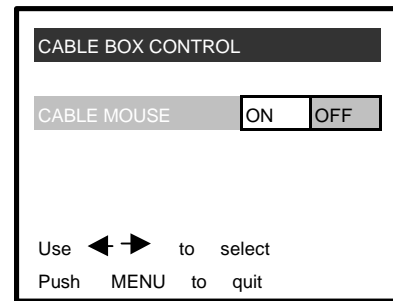 CABLE BOX CONTROL
CABLE MOUSE ON OFF
Use to select
Push MENU to quit